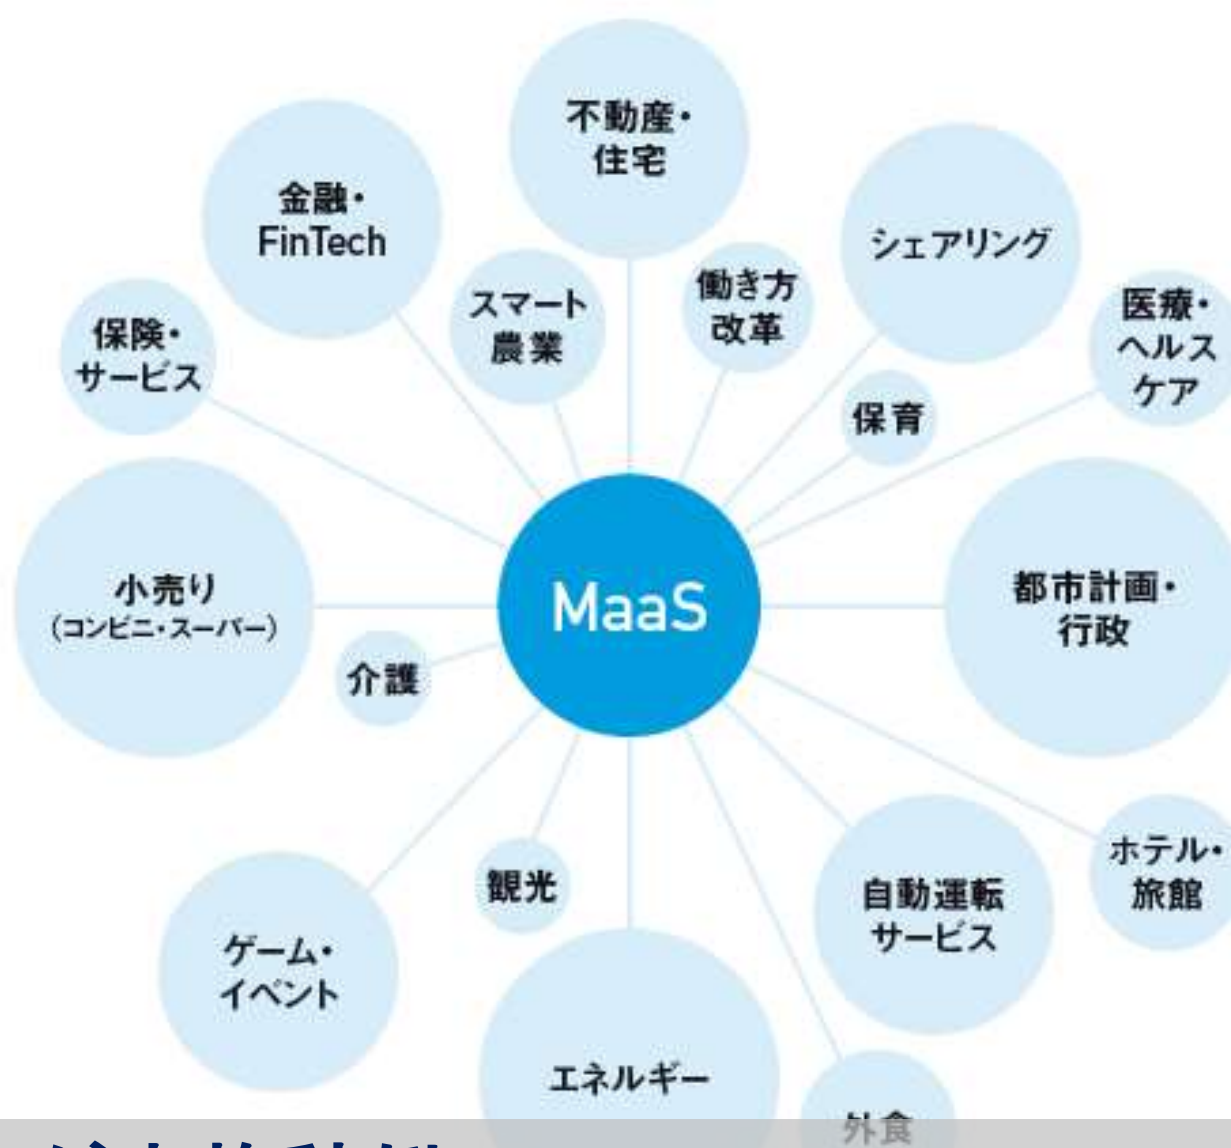 不動産・
住宅
金融・
FinTech
シェアリング
スマート
農業
働き方
改革
医療・
ヘルス
ケア
保険・
サービス
保育
小売り
（コンビニ・スーパー）
MaaS
都市計画・
行政
介護
ホテル・
旅館
自動運転
サービス
観光
ゲーム・
イベント
エネルギー
外食